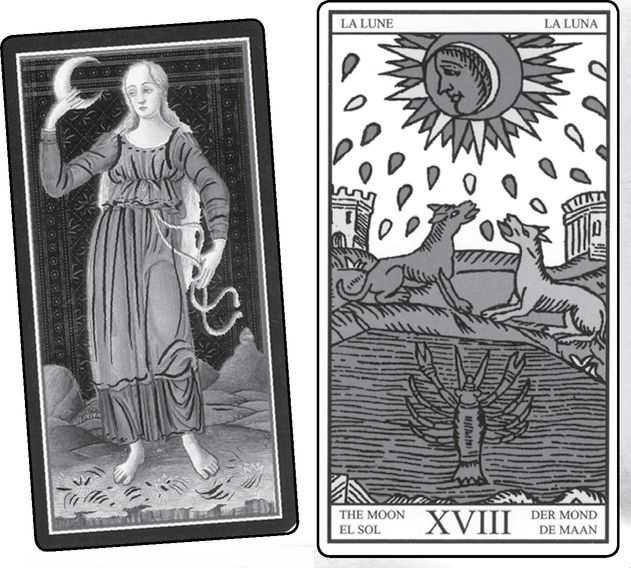 LA LUNE
LA LUNA
THE MOON
EL SOL
XVIII
DER MOND
DE MAAN